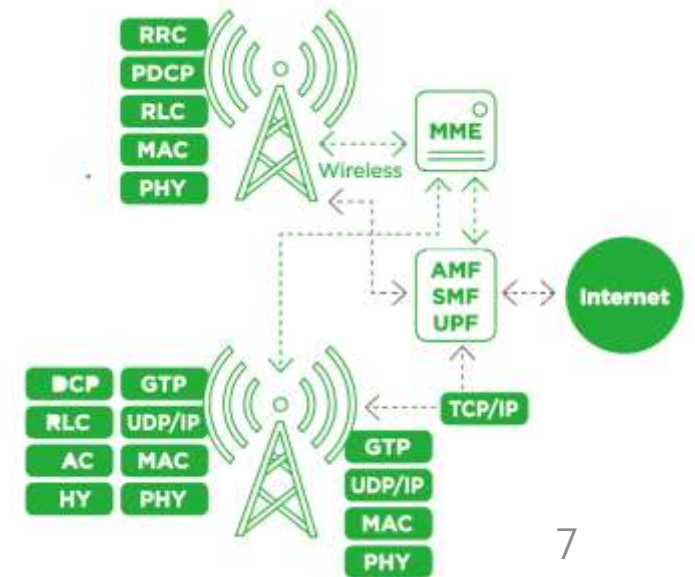 RRC
PDCP
RLC
MAC
PHY
Wireless
MME
AMF
SMF
UPF
Internet
DCP GTP
RLC UDP/IP
AC MAC
HY PHY
TCP/IP
GTP
UDP/IP
MAC
PHY
7